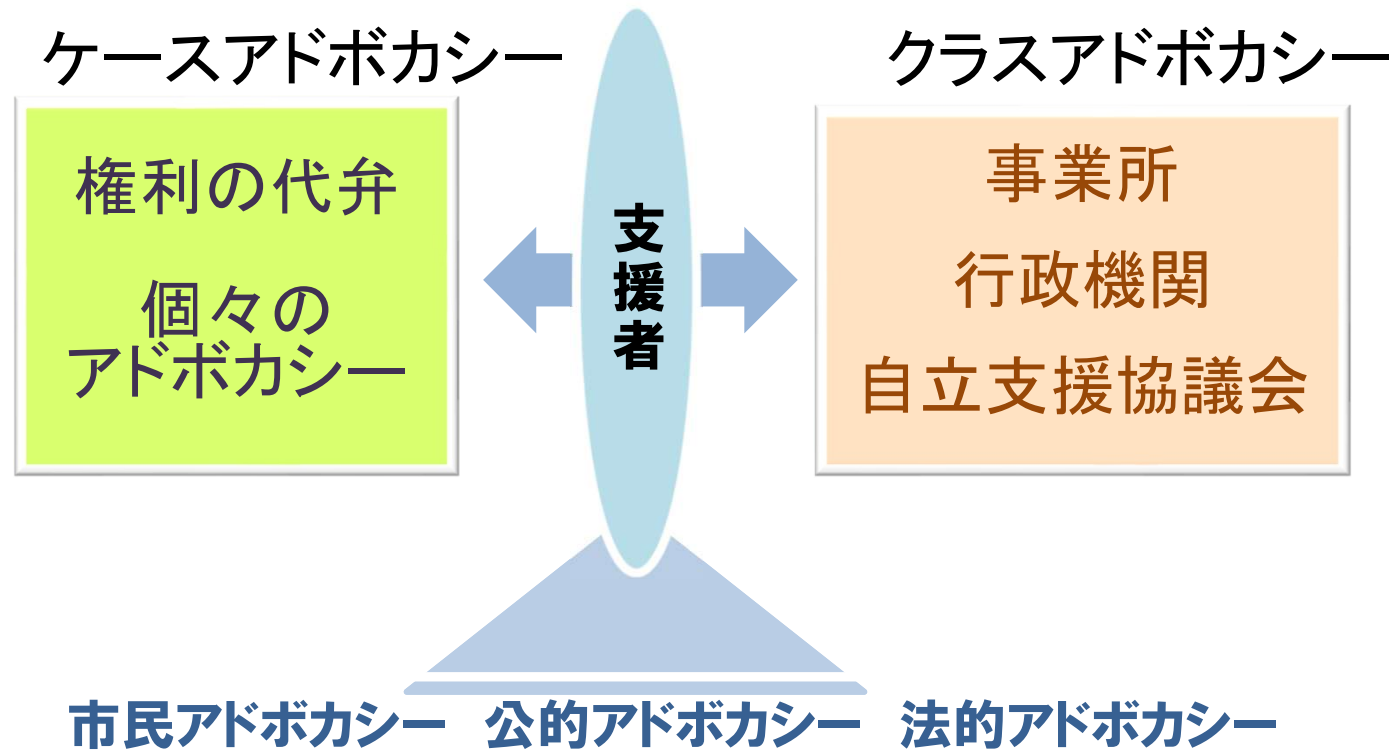 ケースアドボカシー
権利の代弁
個々の
アドボカシー
支援者
クラスアドボカシー
事業所
行政機関
自立支援協議会
市民アドボカシー 公的アドボカシー 法的アドボカシー